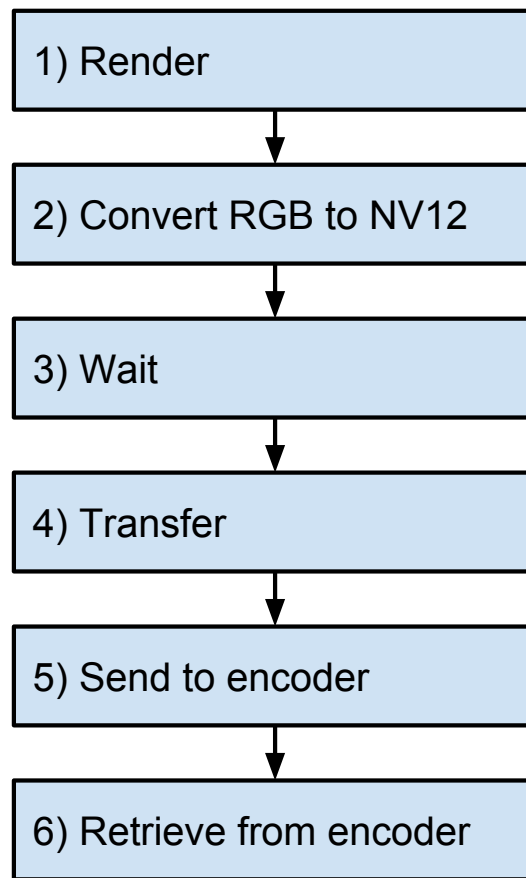 1) Render
2) Convert RGB to NV12
3) Wait
4) Transfer
5) Send to encoder
6) Retrieve from encoder